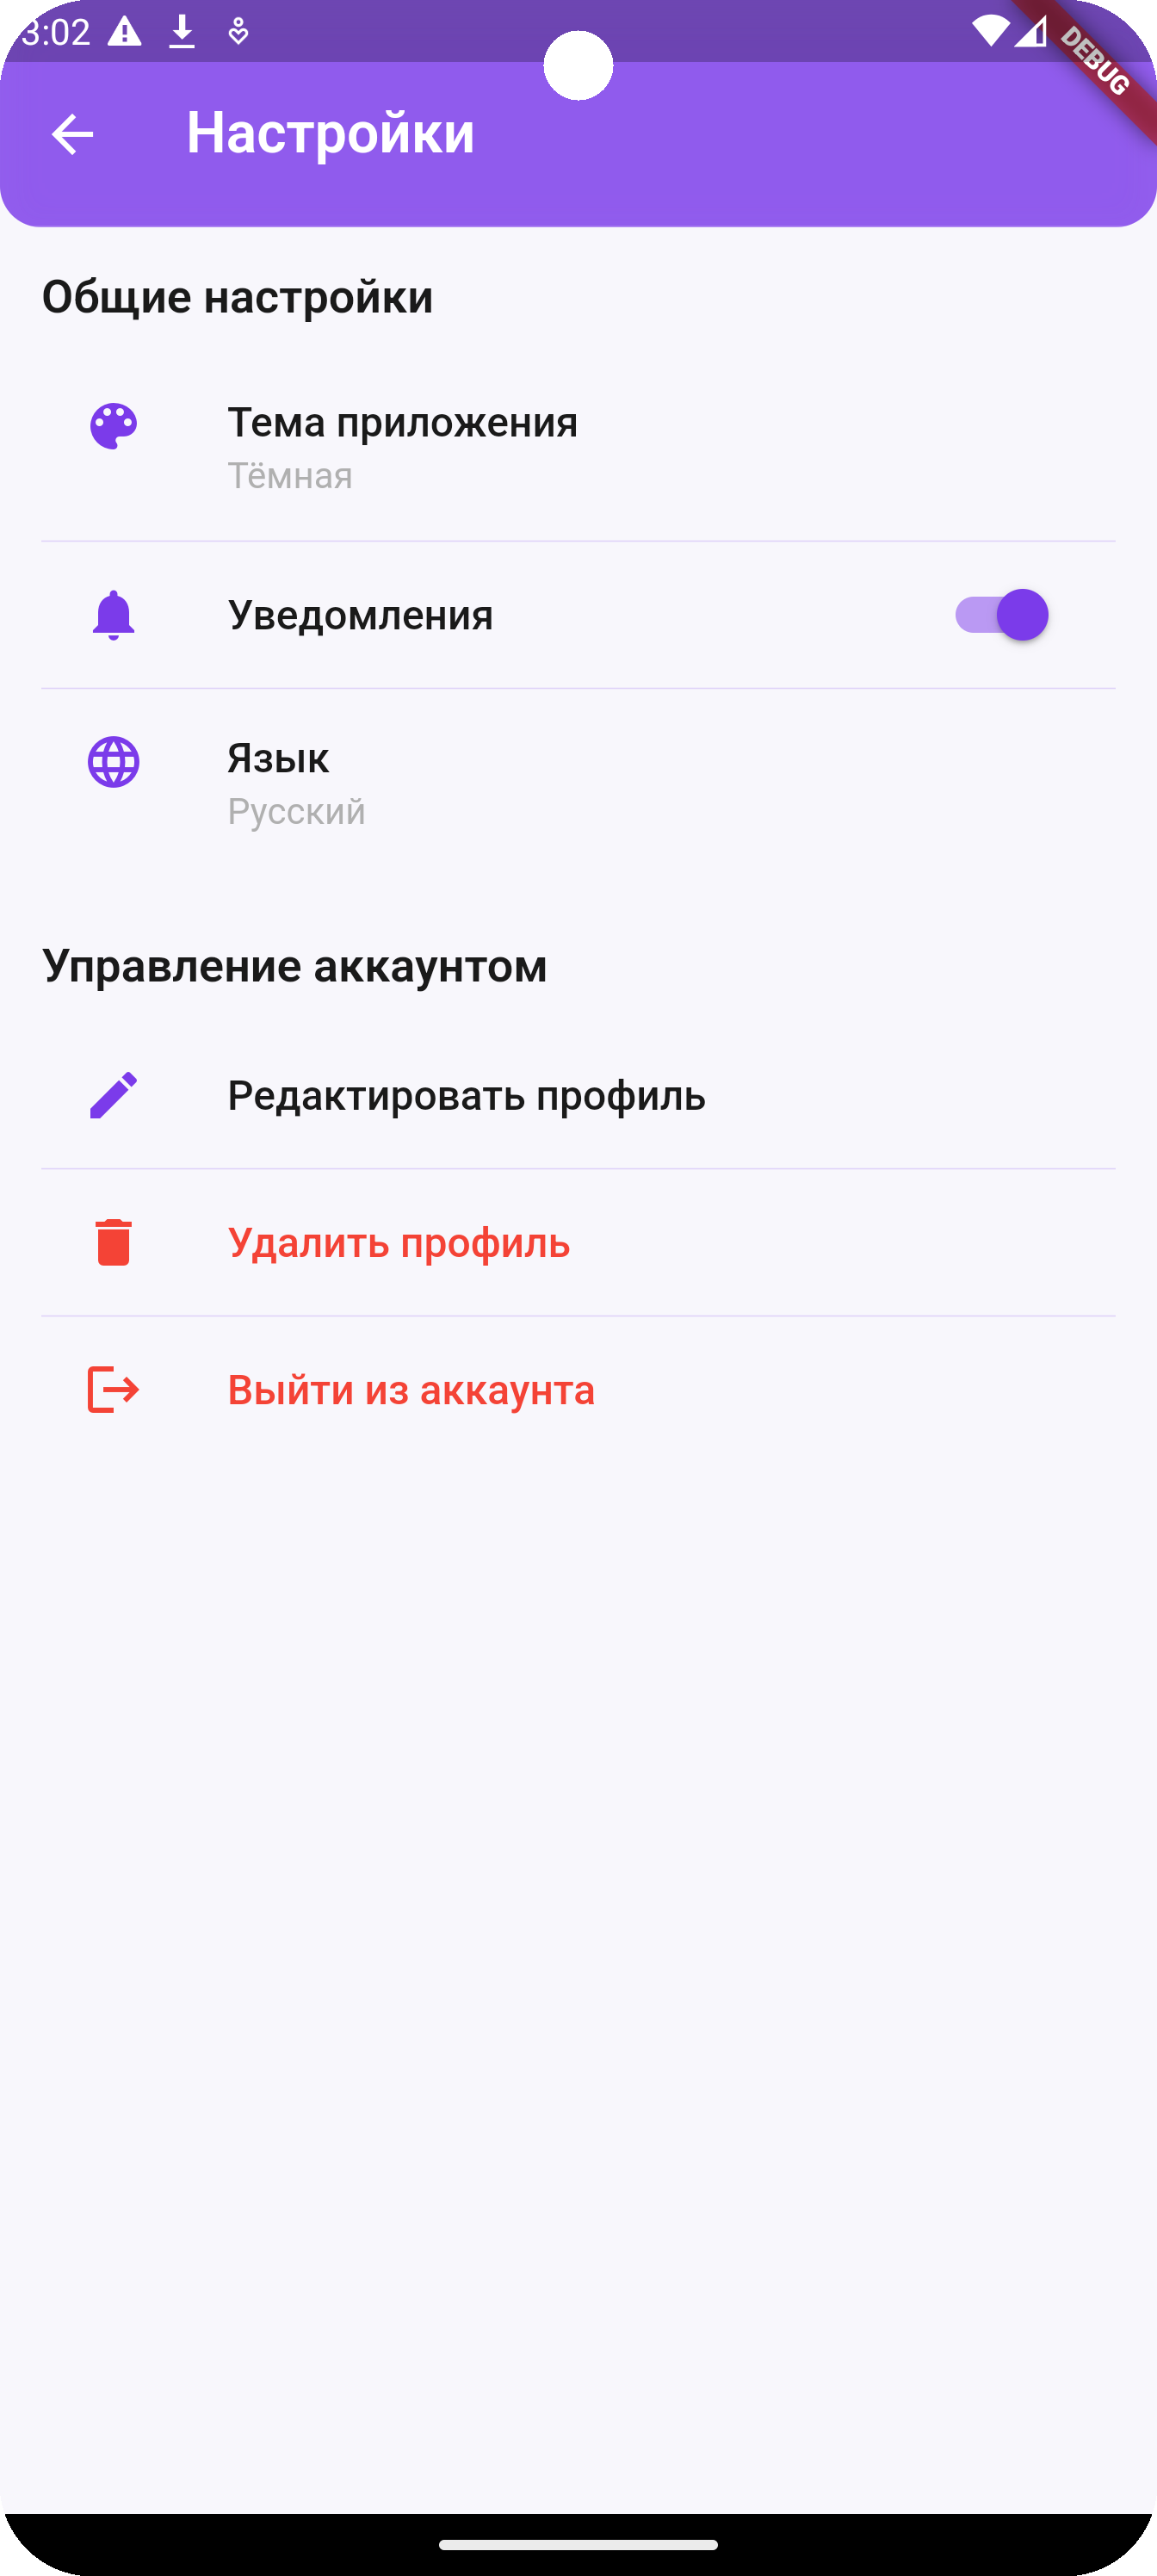 3:02
DEBUG
Настройки
Общие настройки
Тема приложения
Тёмная
Уведомления
Язык
Русский
Управление аккаунтом
Редактировать профиль
Удалить профиль
Выйти из аккаунта